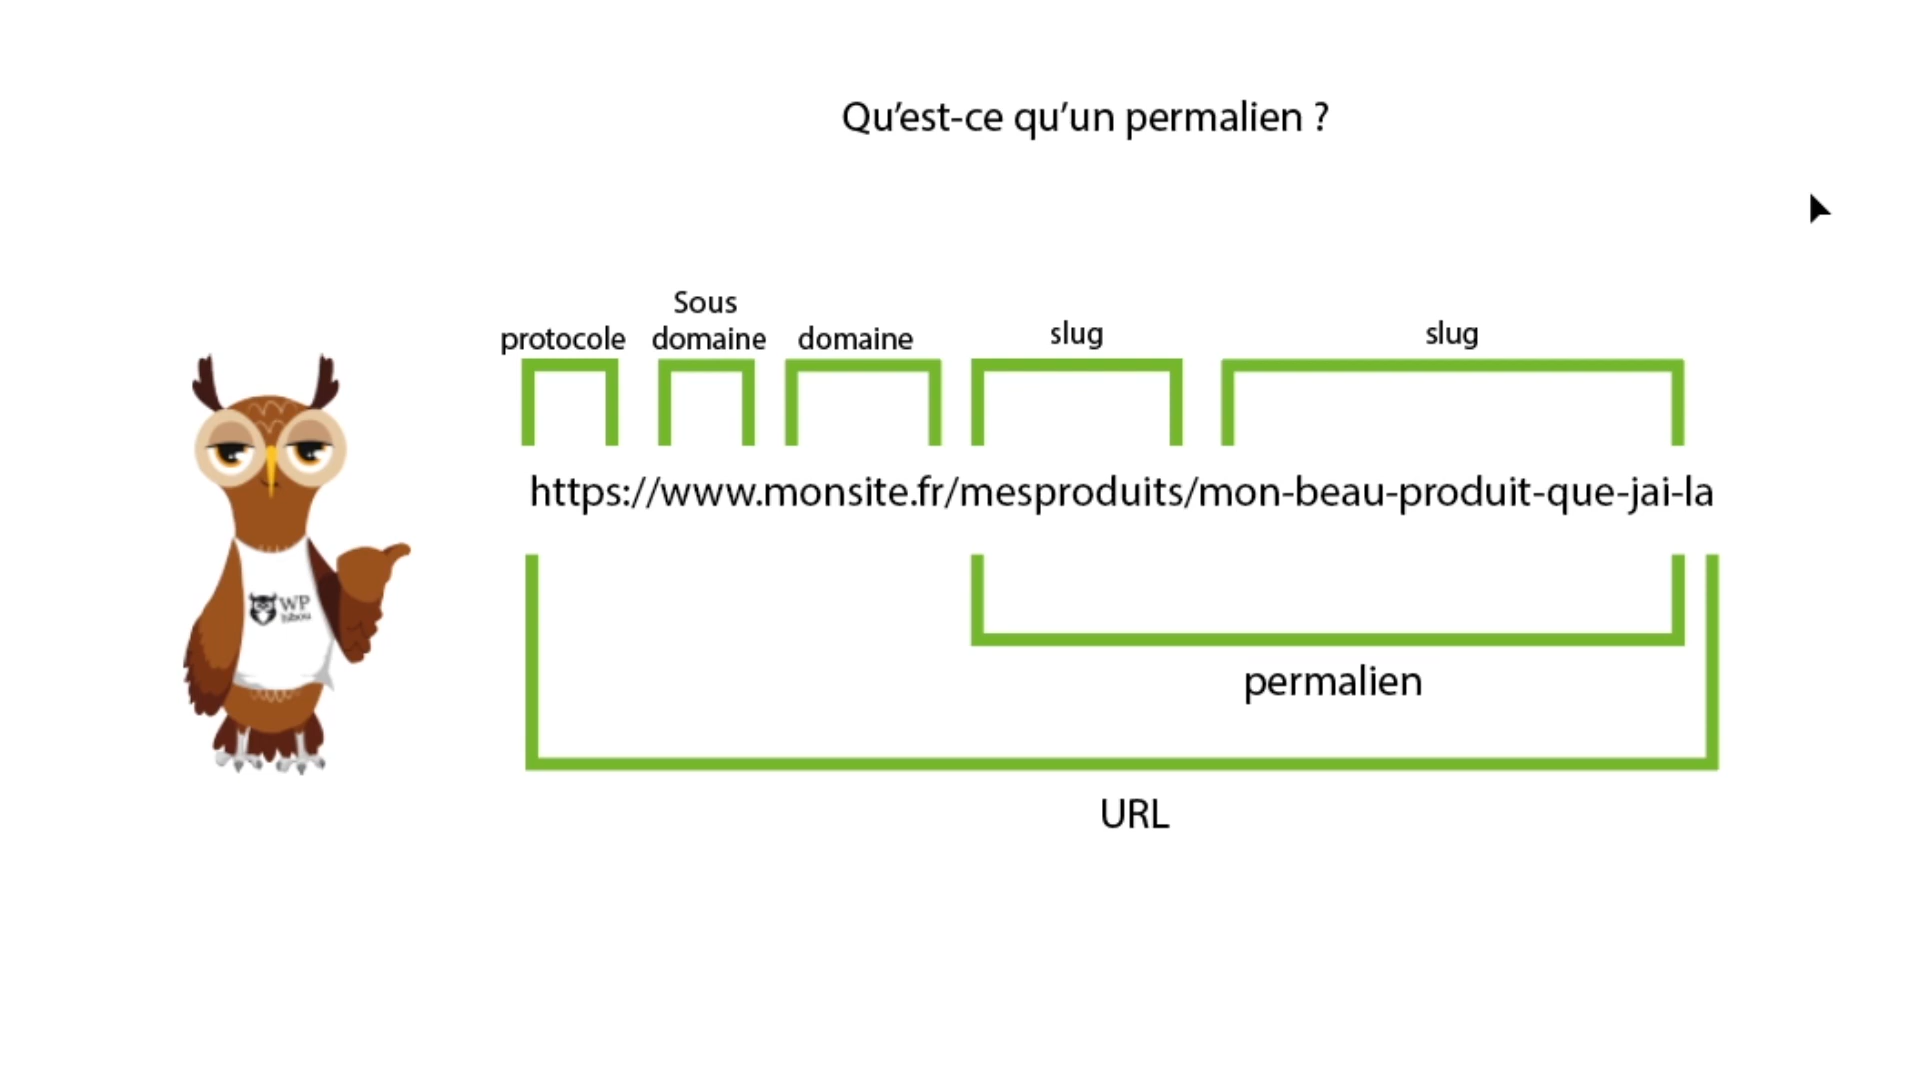 Qu’est-ce qu’un permalien ?
protocole
Sous
domaine
domaine
slug
slug
https://www.monsite.fr/mesproduits/mon-beau-produit-que-jai-la
WP
hibou
permalien
URL